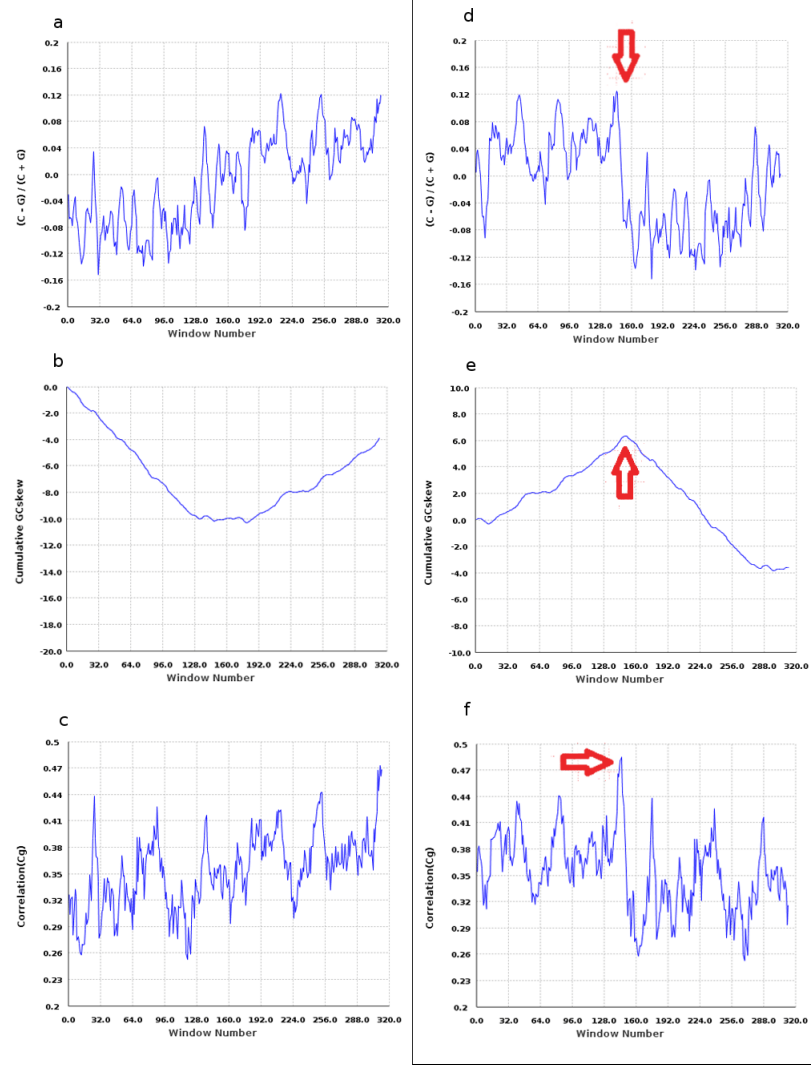 a
0.2
0.16
0.12
0.08
0.04
0.0
-0.04
-0.08
-0.12
-0.16
-0.2
(C - G) / (C + G)
0.0 32.0 64.0 96.0 128.0 160.0 192.0 224.0 256.0 288.0 320.0
Window Number
b
0.0
-2.0
-4.0
-6.0
-8.0
-10.0
-12.0
-14.0
-16.0
-18.0
-20.0
Cumulative GCskew
0.0 32.0 64.0 96.0 128.0 160.0 192.0 224.0 256.0 288.0 320.0
Window Number
c
0.5
0.47
0.44
0.41
0.38
0.35
0.32
0.29
0.26
0.23
0.2
Correlation(Cg)
0.0 32.0 64.0 96.0 128.0 160.0 192.0 224.0 256.0 288.0 320.0
Window Number
d
0.2
0.16
0.12
0.08
0.04
0.0
-0.04
-0.08
-0.12
-0.16
-0.2
(C - G) / (C + G)
0.0 32.0 64.0 96.0 128.0 160.0 192.0 224.0 256.0 288.0 320.0
Window Number
e
10.0
8.0
6.0
4.0
2.0
0.0
-2.0
-4.0
-6.0
-8.0
-10.0
Cumulative GCskew
0.0 32.0 64.0 96.0 128.0 160.0 192.0 224.0 256.0 288.0 320.0
Window Number
f
0.5
0.47
0.44
0.41
0.38
0.35
0.32
0.29
0.26
0.23
0.2
Correlation(Cg)
0.0 32.0 64.0 96.0 128.0 160.0 192.0 224.0 256.0 288.0 320.0
Window Number